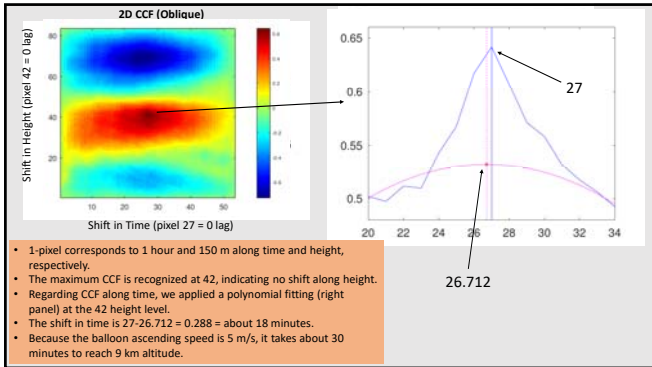 2D CCF (Oblique)
Shift in Height (pixel 42 = 0 lag)
80
60
40
20
10
20
30
40
50
Shift in Time (pixel 27 = 0 lag)
0.65
0.6
0.55
0.5
20
22
24
26
28
30
32
34
27
26.712
• 1-pixel corresponds to 1 hour and 150 m along time and height,
respectively.
• The maximum CCF is recognized at 42, indicating no shift along height.
• Regarding CCF along time, we applied a polynomial fitting (right
panel) at the 42 height level.
• The shift in time is 27-26.712 = 0.288 = about 18 minutes.
• Because the balloon ascending speed is 5 m/s, it takes about 30
minutes to reach 9 km altitude.